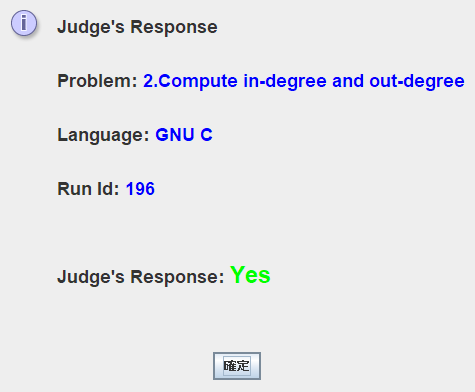 Judge's Response
Problem: 2.Compute in-degree and out-degree
Language: GNU C
Run Id: 196
Judge's Response: Yes
確定